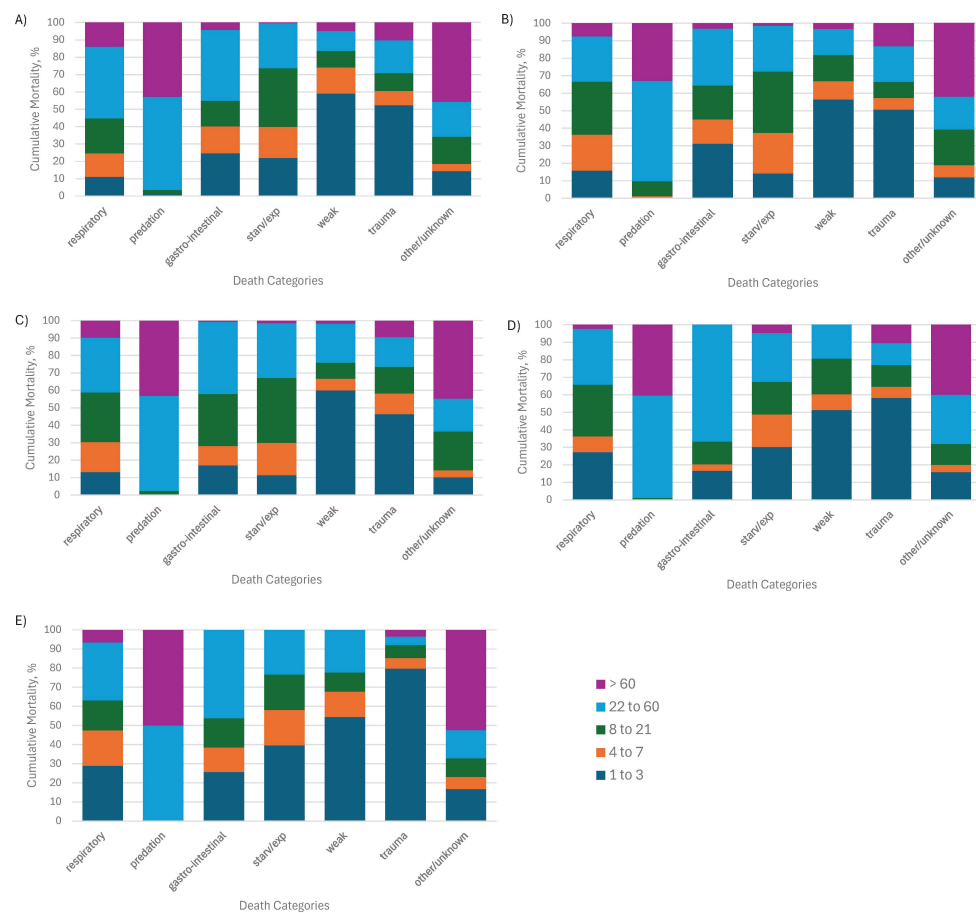 A)
Cumulative Mortality, %
100
90
80
70
60
50
40
30
20
10
0
respiratory
predation
gastro-intestinal
starv/exp
weak
trauma
other/unknown
Death Categories
B)
Cumulative Mortality, %
100
90
80
70
60
50
40
30
20
10
0
respiratory
predation
gastro-intestinal
starv/exp
weak
trauma
other/unknown
Death Categories
C)
Cumulative Mortality, %
100
90
80
70
60
50
40
30
20
10
0
respiratory
predation
gastro-intestinal
starv/exp
weak
trauma
other/unknown
Death Categories
D)
Cumulative Mortality, %
100
90
80
70
60
50
40
30
20
10
0
respiratory
predation
gastro-intestinal
starv/exp
weak
trauma
other/unknown
Death Categories
E)
Cumulative Mortality, %
100
90
80
70
60
50
40
30
20
10
0
respiratory
predation
gastro-intestinal
starv/exp
weak
trauma
other/unknown
Death Categories
> 60
22 to 60
8 to 21
4 to 7
1 to 3